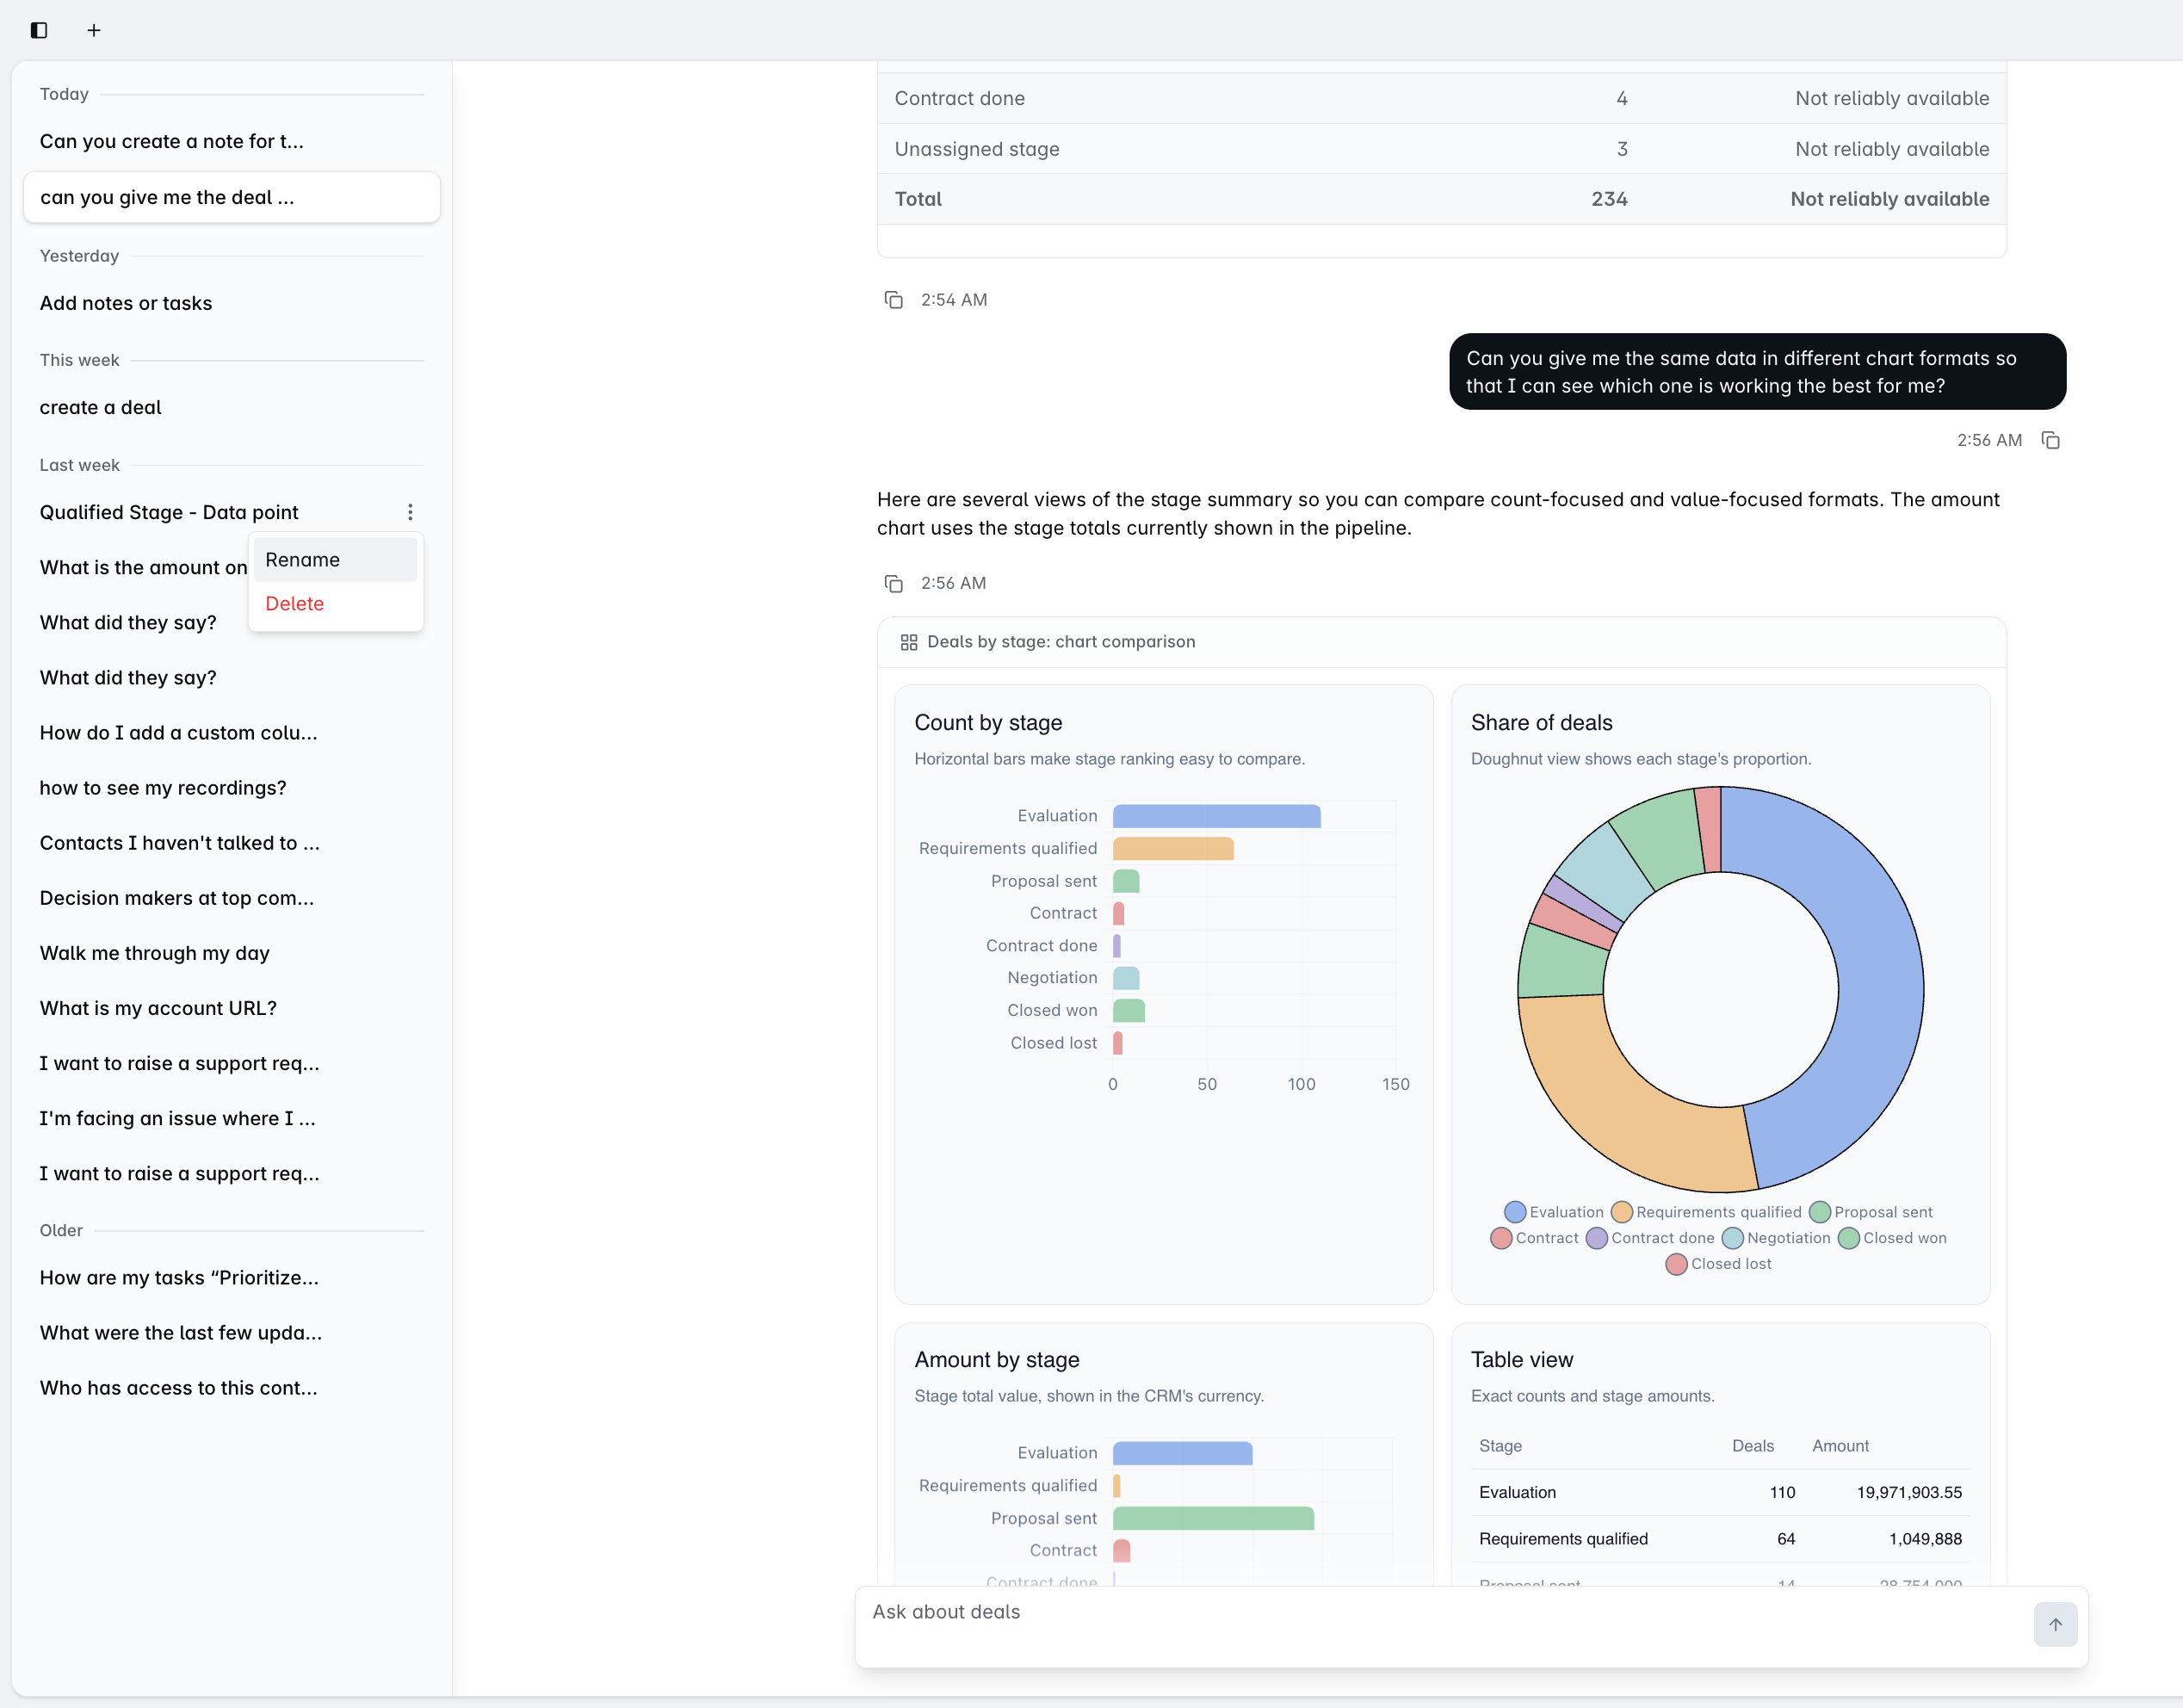 Today
Can you create a note for t...
can you give me the deal ...
Yesterday
Add notes or tasks
This week
create a deal
Last week
Qualified Stage - Data point
Rename
Delete
What is the amount on
What did they say?
What did they say?
How do I add a custom colu...
how to see my recordings?
Contacts I haven't talked to ...
Decision makers at top com...
Walk me through my day
What is my account URL?
I want to raise a support req...
I'm facing an issue where I ...
I want to raise a support req...
Older
How are my tasks “Prioritize...
What were the last few upda...
Who has access to this cont...
Contract done 4 Not reliably available
Unassigned stage 3 Not reliably available
Total 234 Not reliably available
2:54 AM
Can you give me the same data in different chart formats so
that I can see which one is working the best for me?
2:56 AM
Here are several views of the stage summary so you can compare count-focused and value-focused formats. The amount
chart uses the stage totals currently shown in the pipeline.
2:56 AM
Deals by stage: chart comparison
Count by stage
Horizontal bars make stage ranking easy to compare.
Evaluation
Requirements qualified
Proposal sent
Contract
Contract done
Negotiation
Closed won
Closed lost
0 50 100 150
Share of deals
Doughnut view shows each stage's proportion.
Evaluation Requirements qualified Proposal sent
Contract Contract done Negotiation Closed won
Closed lost
Amount by stage
Stage total value, shown in the CRM's currency.
Evaluation
Requirements qualified
Proposal sent
Contract
Contract done
Table view
Exact counts and stage amounts.
Stage Deals Amount
Evaluation 110 19,971,903.55
Requirements qualified 64 1,049,888
Proposal sent 14 28,754,000
Ask about deals